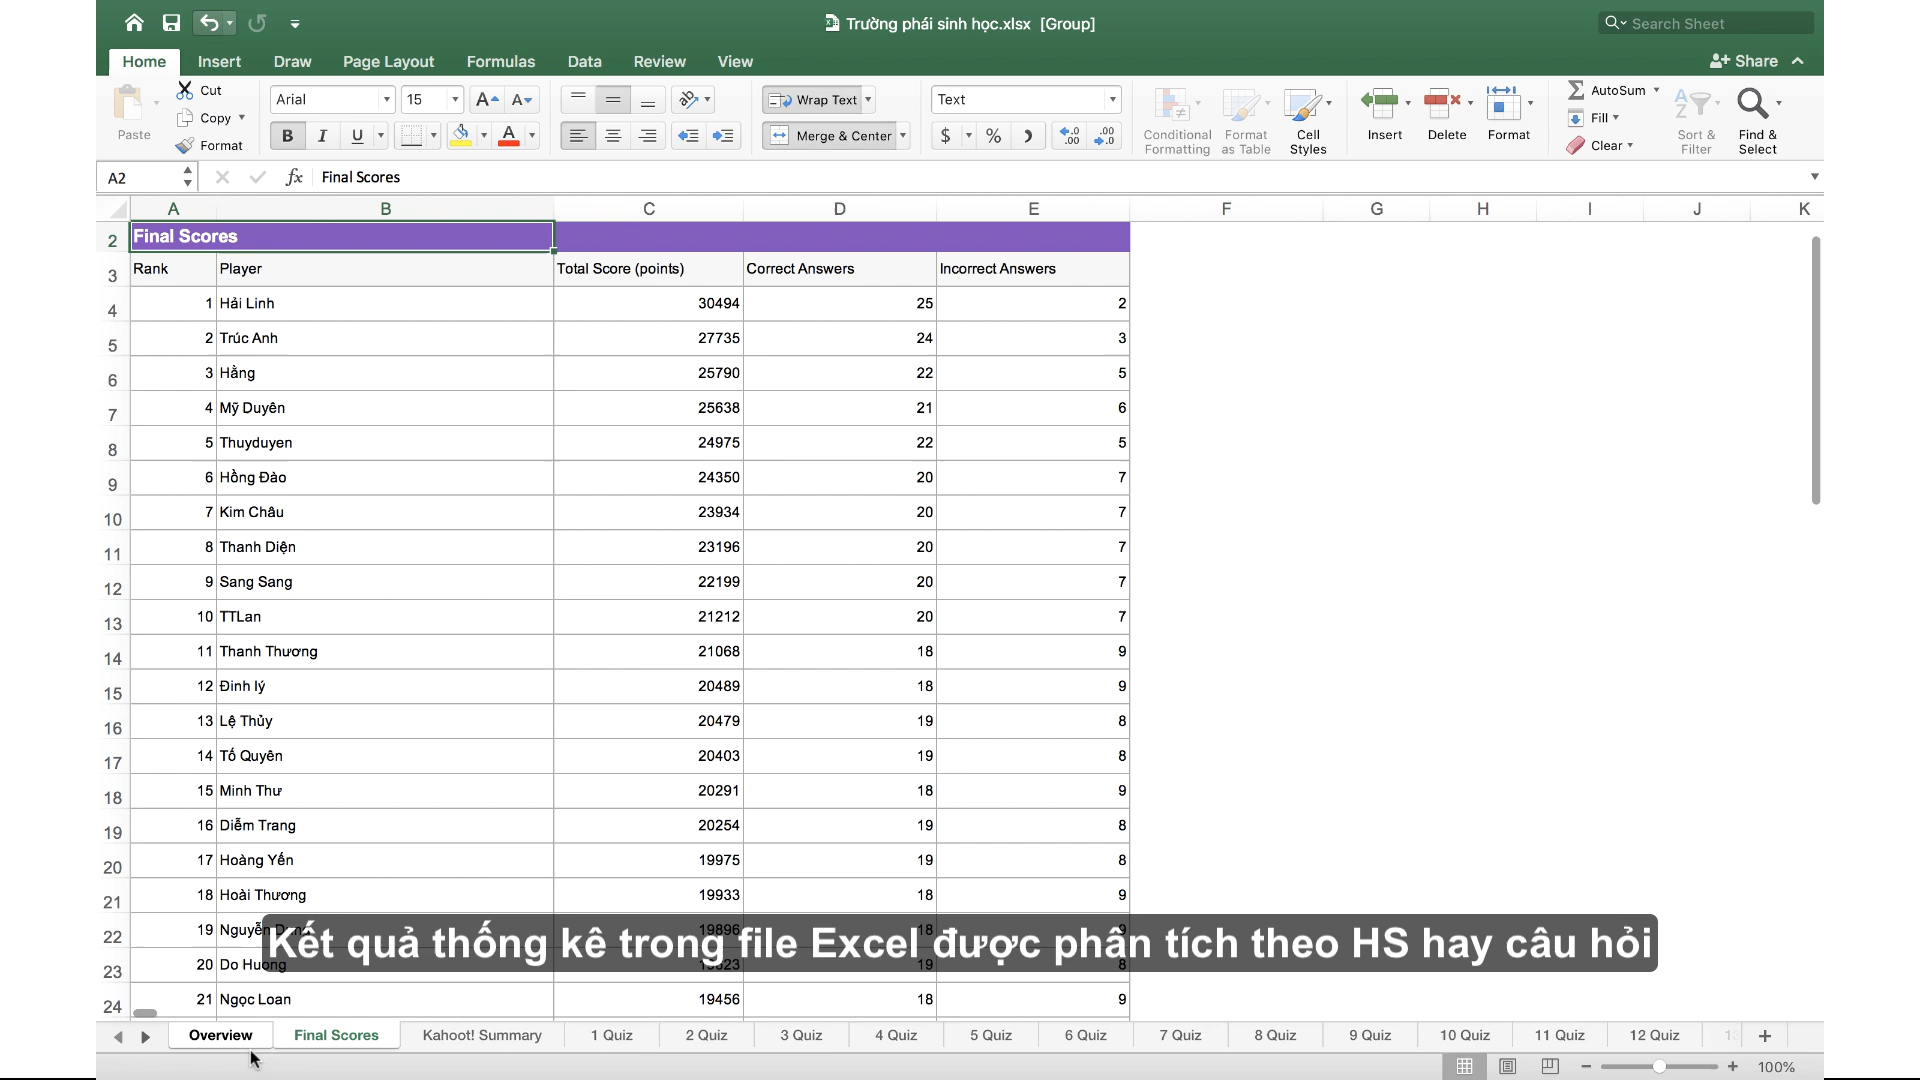 Trường phái sinh học.xlsx [Group]
Search Sheet
Home Insert Draw Page Layout Formulas Data Review View Share
Paste
Cut
Copy
Format
Arial 15
B I U
Wrap Text
Merge & Center
Text
$ %
Conditional Formatting
Format as Table
Cell Styles
Insert
Delete
Format
AutoSum
Fill
Clear
Sort & Filter
Find & Select
A2 fx Final Scores
A B C D E F G H I J K
2 Final Scores
3 Rank Player Total Score (points) Correct Answers Incorrect Answers
4 1 Hải Linh 30494 25 2
5 2 Trúc Anh 27735 24 3
6 3 Hằng 25790 22 5
7 4 Mỹ Duyên 25638 21 6
8 5 Thuyduyen 24975 22 5
9 6 Hồng Đào 24350 20 7
10 7 Kim Châu 23934 20 7
11 8 Thanh Diện 23196 20 7
12 9 Sang Sang 22199 20 7
13 10 TTLan 21212 20 7
14 11 Thanh Thương 21068 18 9
15 12 Đinh lý 20489 18 9
16 13 Lệ Thủy 20479 19 8
17 14 Tố Quyên 20403 19 8
18 15 Minh Thư 20291 18 9
19 16 Diễm Trang 20254 19 8
20 17 Hoàng Yến 19975 19 8
21 18 Hoài Thương 19933 18 9
22 19 Nguyễn 19896 18 9
Kết quả thống kê trong file Excel được phân tích theo HS hay câu hỏi
23 20 Do Huong 19 8
24 21 Ngọc Loan 19456 18 9
Overview Final Scores Kahoot! Summary 1 Quiz 2 Quiz 3 Quiz 4 Quiz 5 Quiz 6 Quiz 7 Quiz 8 Quiz 9 Quiz 10 Quiz 11 Quiz 12 Quiz
100%